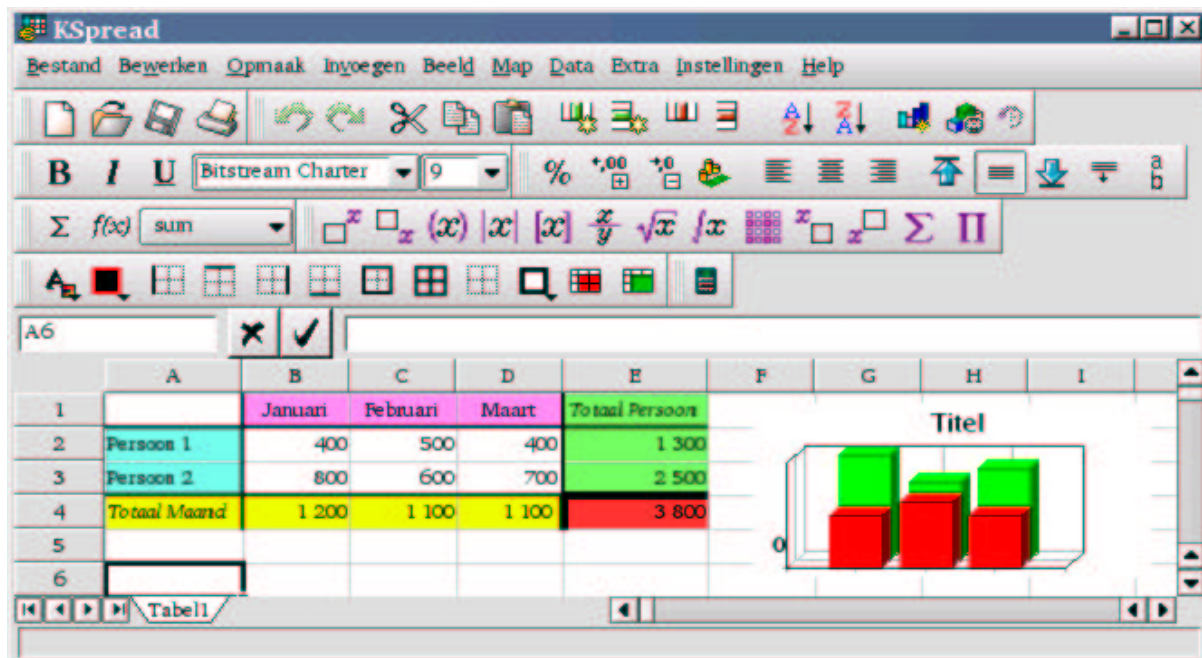 KSpread
Bestand Bewerken Opmaak Invoegen Beeld Map Data Extra Instellingen Help
A Z Z A
B I U Bitstream Charter 9 % +,00 +,0 a b
Σ f(x) sum x x (x) |x| [x] x/y √x ∫x x x Σ Π
A
A6
A B C D E F G H I
1 Januari Februari Maart Totaal Persoon
Titel
2 Persoon 1 400 500 400 1 300
3 Persoon 2 800 600 700 2 500
4 Totaal Maand 1 200 1 100 1 100 3 800
5 0
6
Tabel1